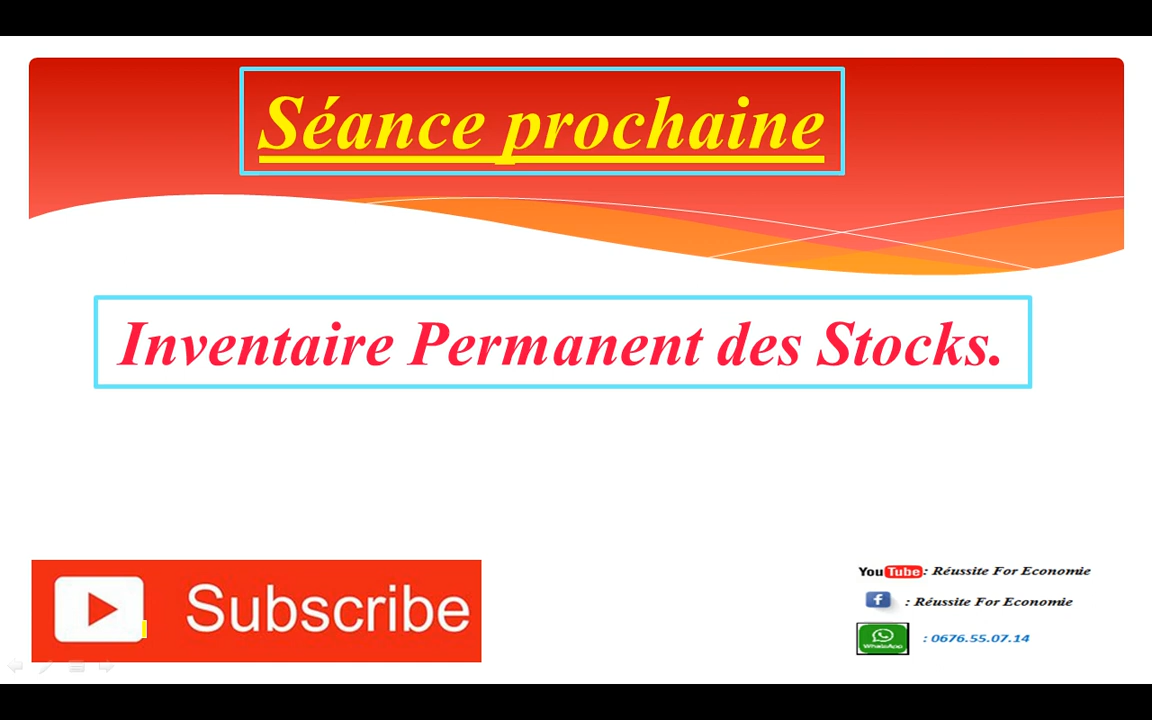 Séance prochaine
Inventaire Permanent des Stocks.
Subscribe
YouTube : Réussite For Economie
f : Réussite For Economie
WhatsApp : 0676.55.07.14